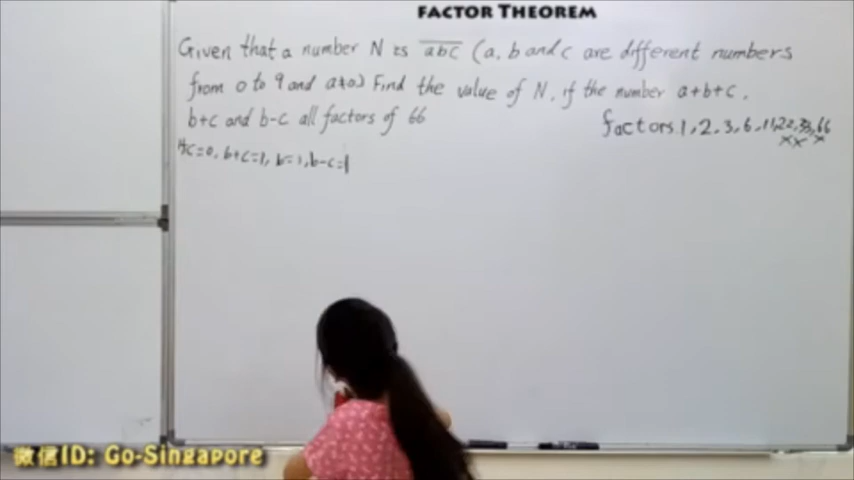 FACTOR THEOREM
Given that a number N is abc (a, b and c are different numbers
from 0 to 9 and a≠0) Find the value of N, if the number a+b+c,
b+c and b-c all factors of 66
factors 1, 2, 3, 6, 11, 22, 33, 66
xx x
If c=0, b+c=1, b=1, b-c=1
微信ID: Go-Singapore